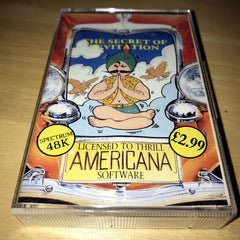 THE SECRET OF
LEVITATION
SPECTRUM
48K
£2.99
LICENSED TO THRILL
AMERICANA
SOFTWARE